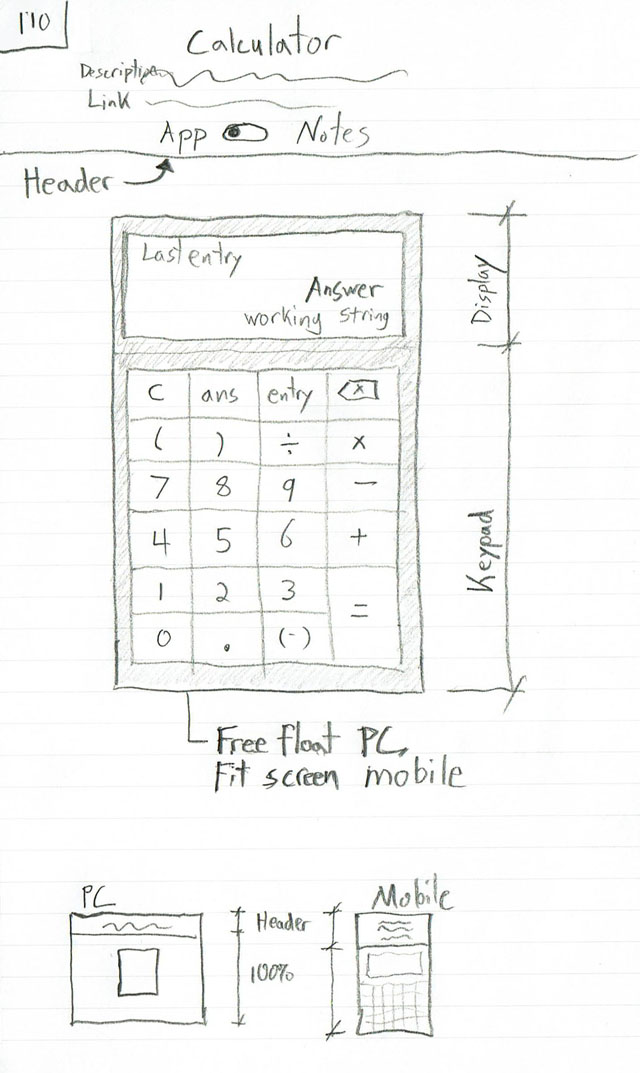 110
Calculator
Description
Link
App Notes
Header
Last entry
Answer
working string
Display
C ans entry x
( ) ÷ ×
7 8 9 -
4 5 6 +
1 2 3 =
0 . (-)
Keypad
Free float PC,
Fit screen mobile
PC Mobile
Header
100%